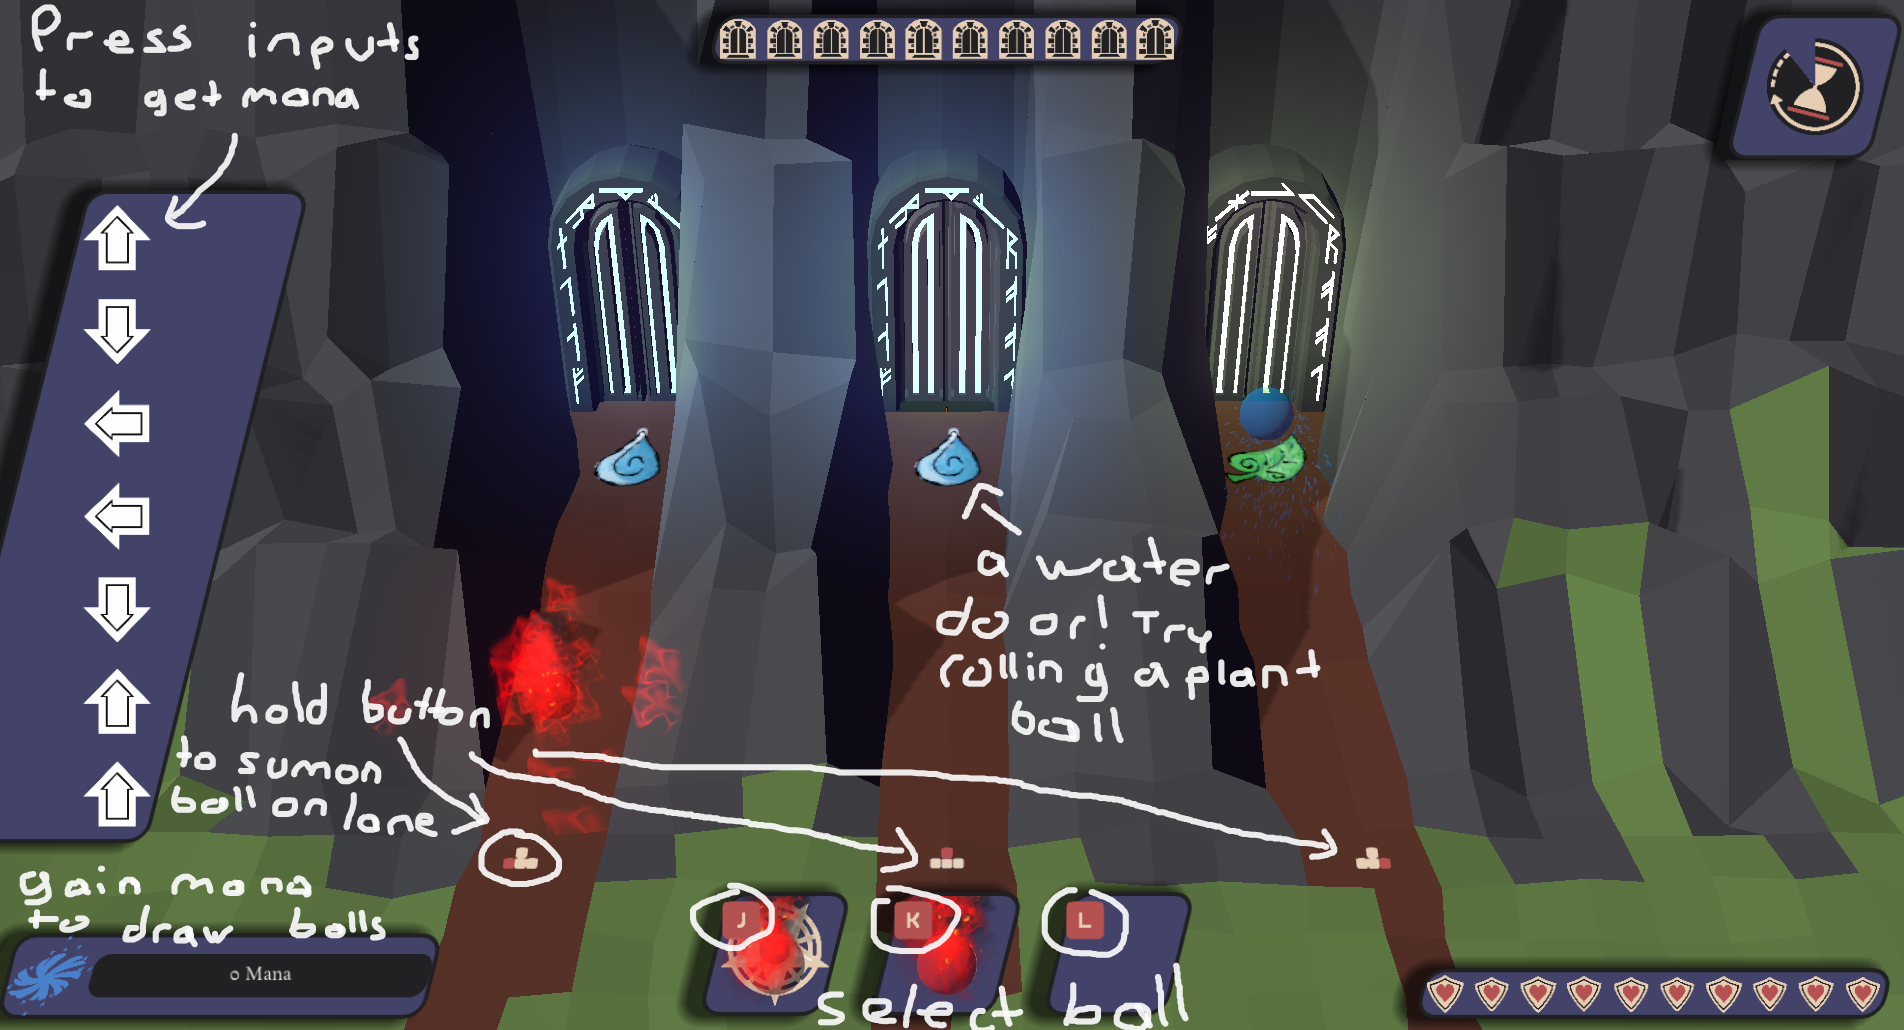 Press inputs
to get mana
a water
door! Try
rolling a plant
ball
hold button
to sumon
ball on lane
gain mana
to draw balls
0 Mana
J
K
L
select ball